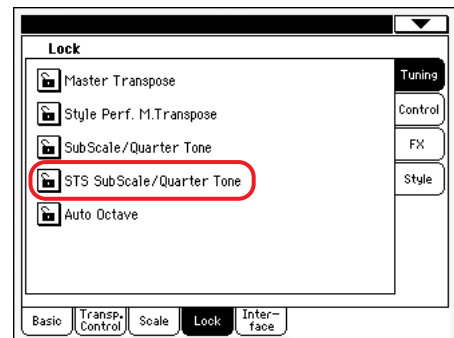 Lock
Master Transpose
Style Perf. M.Transpose
SubScale/Quarter Tone
STS SubScale/Quarter Tone
Auto Octave
Tuning
Control
FX
Style
Basic
Transp.
Control
Scale
Lock
Inter-
face